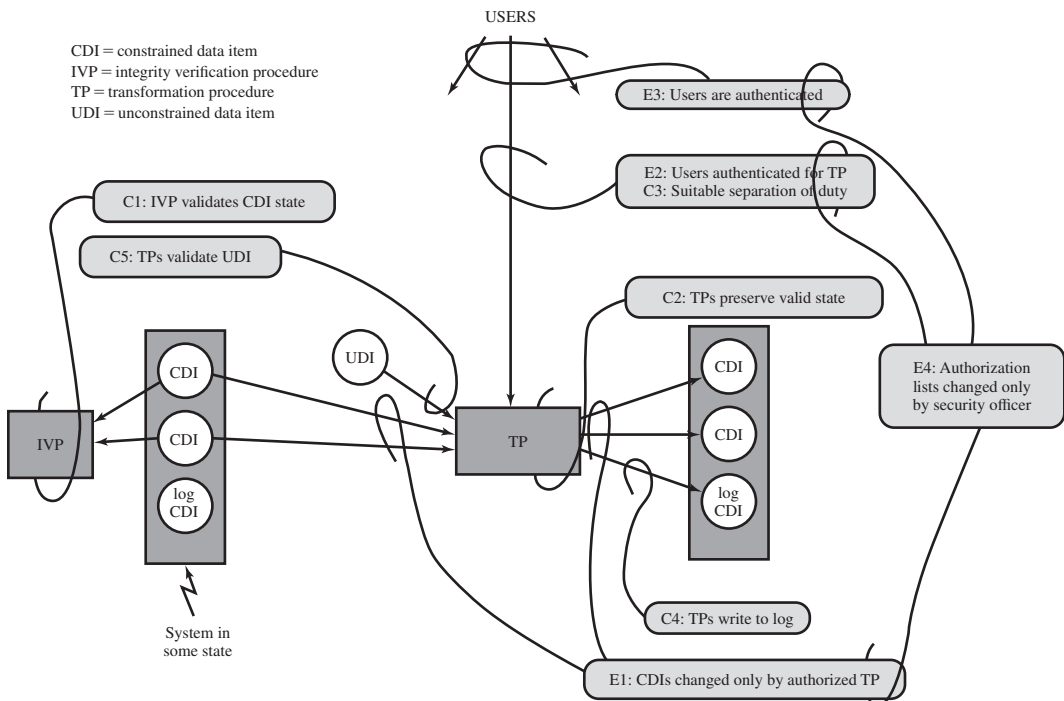 USERS
CDI = constrained data item
IVP = integrity verification procedure
TP = transformation procedure
UDI = unconstrained data item
E3: Users are authenticated
E2: Users authenticated for TP
C3: Suitable separation of duty
C1: IVP validates CDI state
C5: TPs validate UDI
C2: TPs preserve valid state
UDI
CDI
CDI
E4: Authorization
lists changed only
by security officer
IVP
CDI
TP
CDI
log
CDI
log
CDI
C4: TPs write to log
System in
some state
E1: CDIs changed only by authorized TP